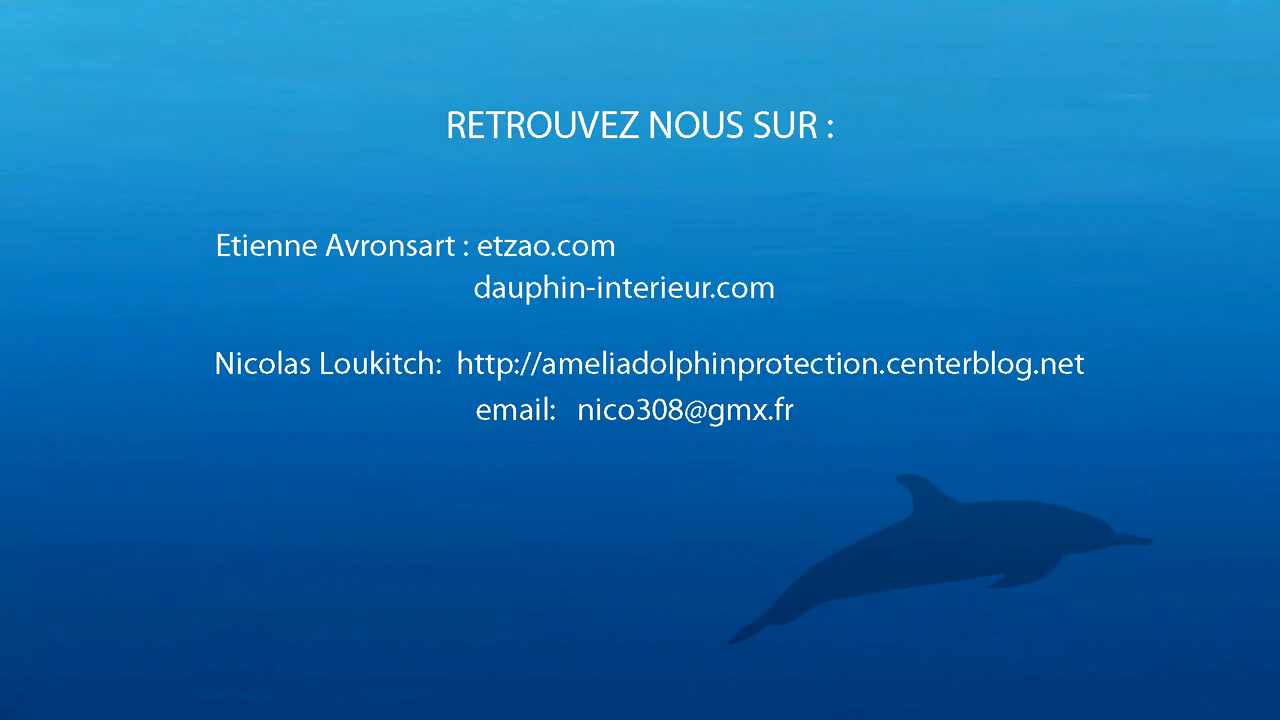 RETROUVEZ NOUS SUR :
Etienne Avronsart : etzao.com
dauphin-interieur.com
Nicolas Loukitch: http://ameliadolphinprotection.centerblog.net
email: nico308@gmx.fr